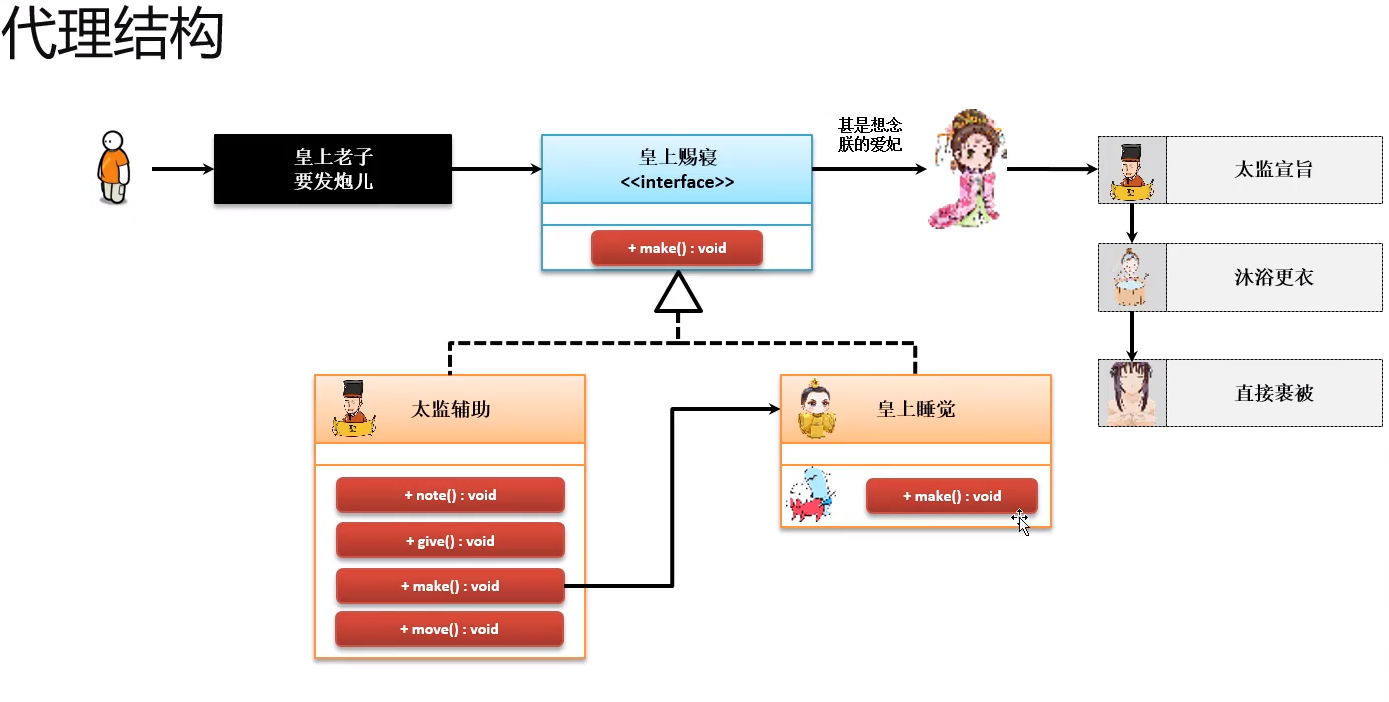 代理结构
皇上老子
要发炮儿
皇上赐寝
<<interface>>
+ make() : void
甚是想念
朕的爱妃
太监宣旨
沐浴更衣
直接裹被
太监辅助
+ note() : void
+ give() : void
+ make() : void
+ move() : void
皇上睡觉
+ make() : void